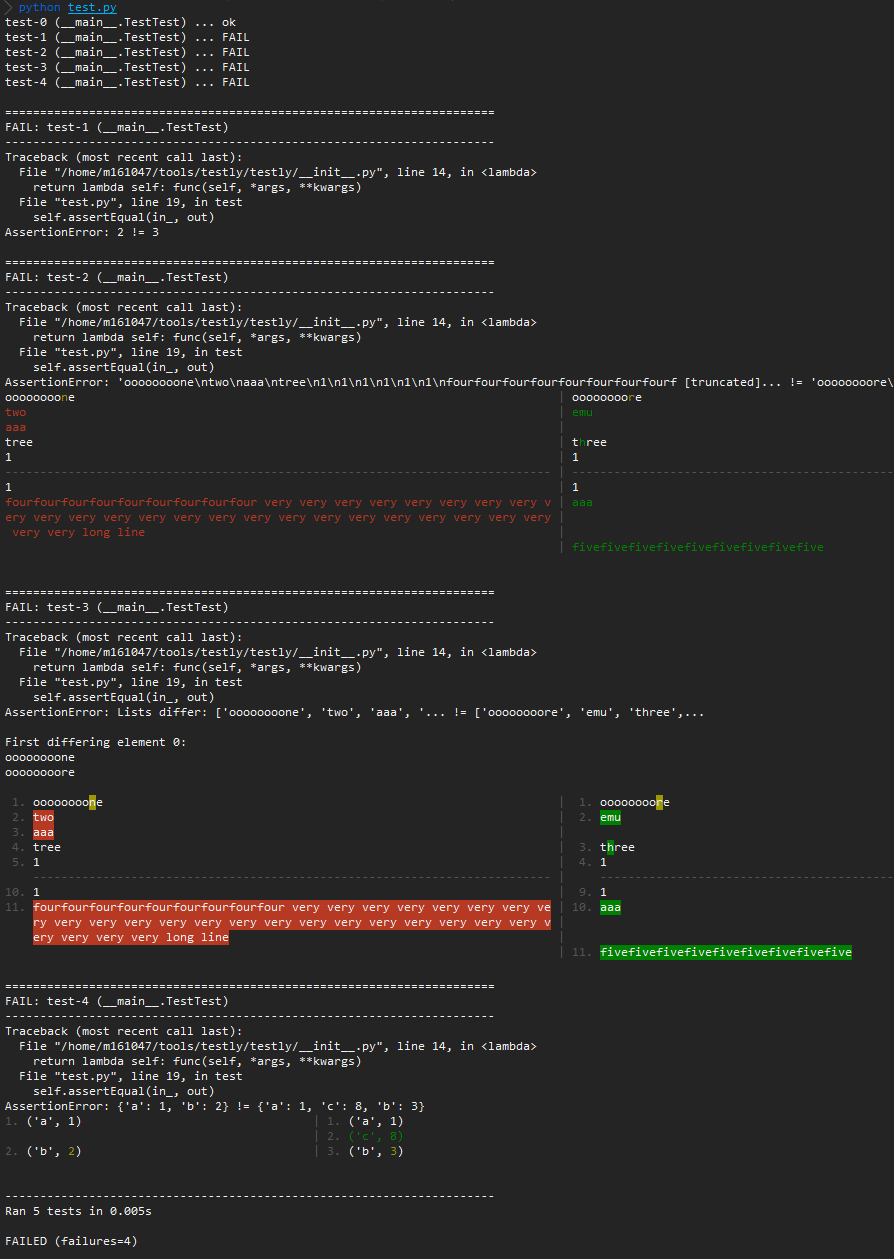 > python test.py
test-0 (__main__.TestTest) ... ok
test-1 (__main__.TestTest) ... FAIL
test-2 (__main__.TestTest) ... FAIL
test-3 (__main__.TestTest) ... FAIL
test-4 (__main__.TestTest) ... FAIL
======================================================================
FAIL: test-1 (__main__.TestTest)
----------------------------------------------------------------------
Traceback (most recent call last):
  File "/home/m161047/tools/testly/testly/__init__.py", line 14, in <lambda>
    return lambda self: func(self, *args, **kwargs)
  File "test.py", line 19, in test
    self.assertEqual(in_, out)
AssertionError: 2 != 3
======================================================================
FAIL: test-2 (__main__.TestTest)
----------------------------------------------------------------------
Traceback (most recent call last):
  File "/home/m161047/tools/testly/testly/__init__.py", line 14, in <lambda>
    return lambda self: func(self, *args, **kwargs)
  File "test.py", line 19, in test
    self.assertEqual(in_, out)
AssertionError: 'oooooooone\ntwo\naaa\ntree\n1\n1\n1\n1\n1\n1\nfourfourfourfourfourfourfourfourf [truncated]... != 'oooooooore\
oooooooone | oooooooore
two | emu
aaa |
tree | three
1 | 1
------------------------------------------------------------------------------ | ----------------------------------------------
1 | 1
fourfourfourfourfourfourfourfourfour very very very very very very very very v | aaa
ery very very very very very very very very very very very very very very very |
 very very long line |
| fivefivefivefivefivefivefivefivefive
======================================================================
FAIL: test-3 (__main__.TestTest)
----------------------------------------------------------------------
Traceback (most recent call last):
  File "/home/m161047/tools/testly/testly/__init__.py", line 14, in <lambda>
    return lambda self: func(self, *args, **kwargs)
  File "test.py", line 19, in test
    self.assertEqual(in_, out)
AssertionError: Lists differ: ['oooooooone', 'two', 'aaa', '... != ['oooooooore', 'emu', 'three',...
First differing element 0:
oooooooone
oooooooore
1. oooooooone | 1. oooooooore
2. two | 2. emu
3. aaa |
4. tree | 3. three
5. 1 | 4. 1
-------------------------------------------------------------------------- | ------------------------------------------
10. 1 | 9. 1
11. fourfourfourfourfourfourfourfourfour very very very very very very very ve | 10. aaa
ry very very very very very very very very very very very very very very v |
ery very very very long line |
| 11. fivefivefivefivefivefivefivefivefive
======================================================================
FAIL: test-4 (__main__.TestTest)
----------------------------------------------------------------------
Traceback (most recent call last):
  File "/home/m161047/tools/testly/testly/__init__.py", line 14, in <lambda>
    return lambda self: func(self, *args, **kwargs)
  File "test.py", line 19, in test
    self.assertEqual(in_, out)
AssertionError: {'a': 1, 'b': 2} != {'a': 1, 'c': 8, 'b': 3}
1. ('a', 1) | 1. ('a', 1)
| 2. ('c', 8)
2. ('b', 2) | 3. ('b', 3)
----------------------------------------------------------------------
Ran 5 tests in 0.005s
FAILED (failures=4)